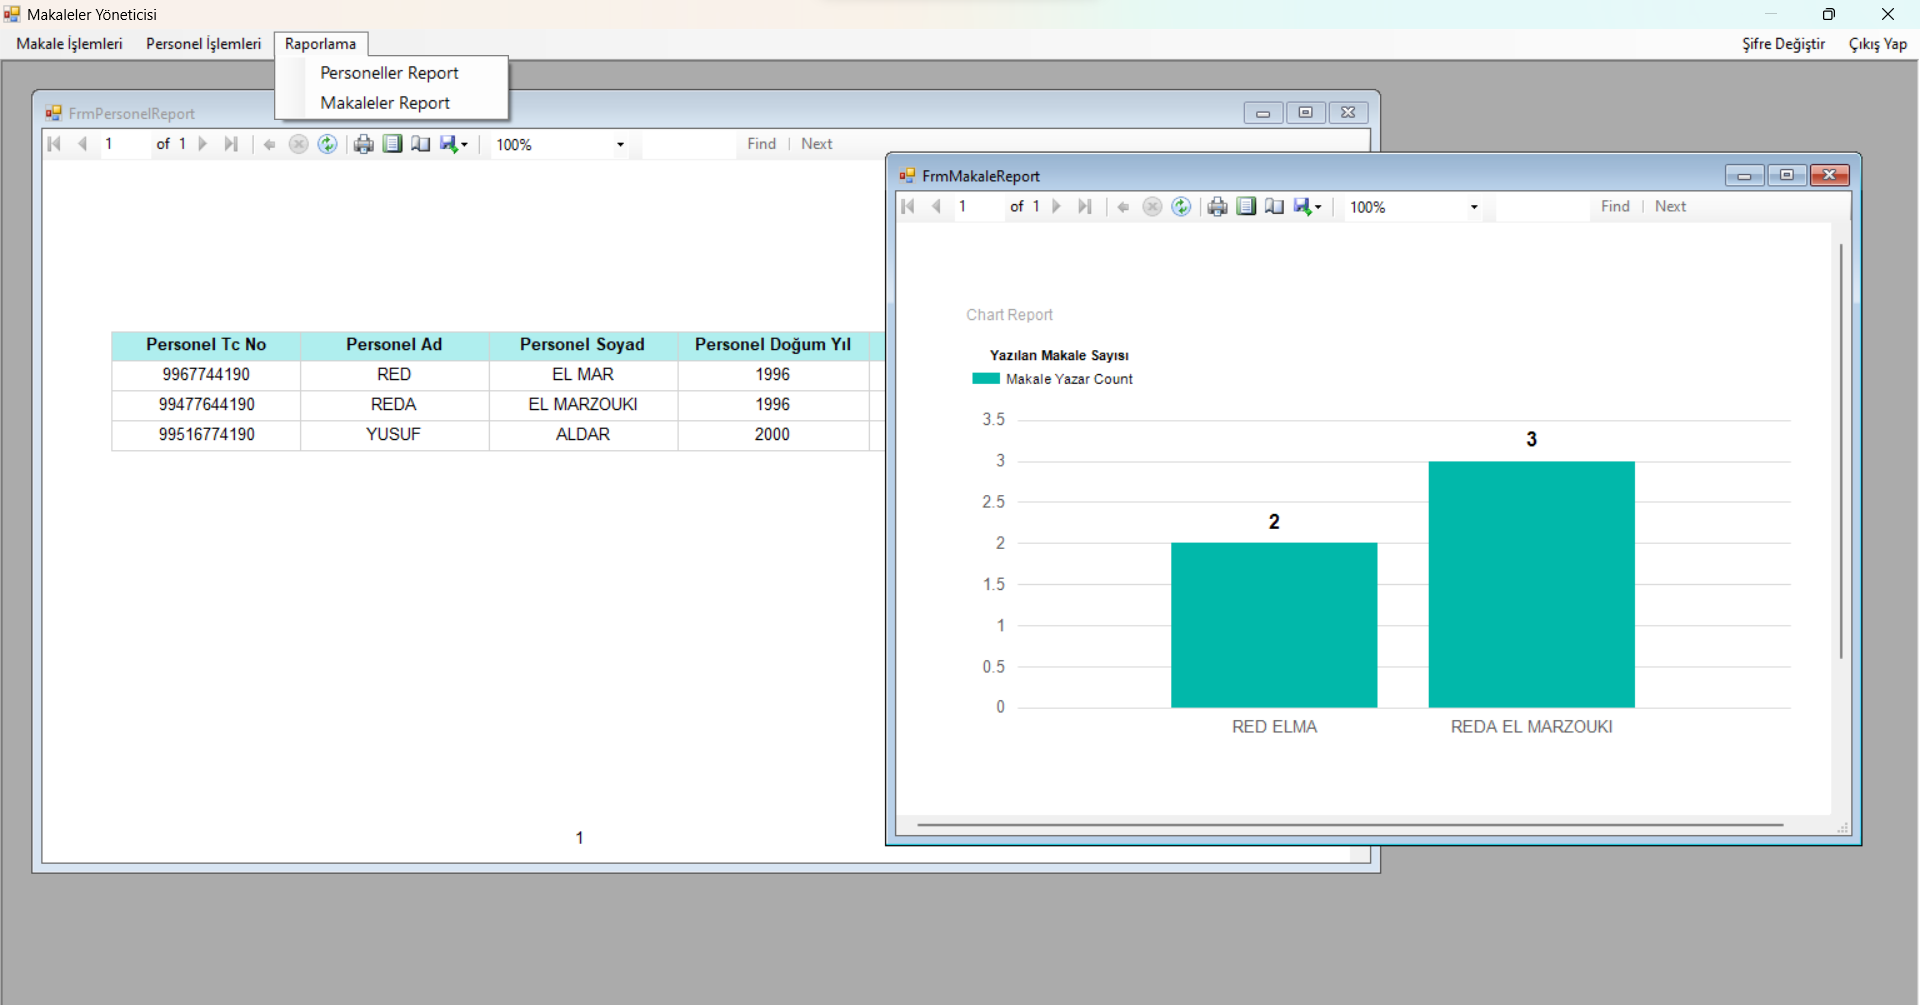 Makaleler Yöneticisi
Makale İşlemleri Personel İşlemleri Raporlama Şifre Değiştir Çıkış Yap
Personeller Report
Makaleler Report
FrmPersonelReport
1 of 1 100% Find Next
Personel Tc No Personel Ad Personel Soyad Personel Doğum Yıl
9967744190 RED EL MAR 1996
99477644190 REDA EL MARZOUKI 1996
99516774190 YUSUF ALDAR 2000
1
FrmMakaleReport
1 of 1 100% Find Next
Chart Report
Yazılan Makale Sayısı
Makale Yazar Count
3.5
3
2.5
2
1.5
1
0.5
0
2
3
RED ELMA REDA EL MARZOUKI